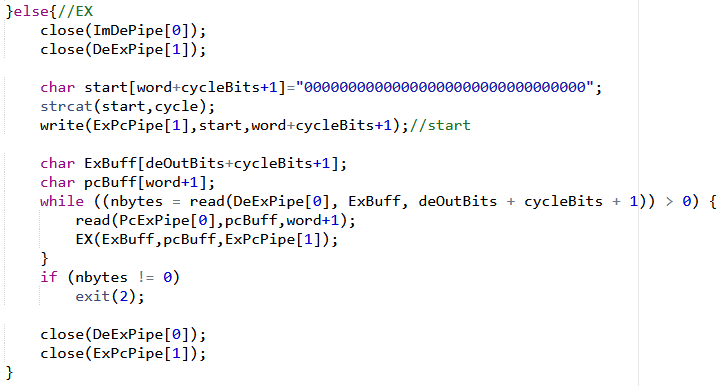 }else{//EX
    close(ImDePipe[0]);
    close(DeExPipe[1]);
    char start[word+cycleBits+1]="00000000000000000000000000000000";
    strcat(start,cycle);
    write(ExPcPipe[1],start,word+cycleBits+1);//start
    char ExBuff[deOutBits+cycleBits+1];
    char pcBuff[word+1];
    while ((nbytes = read(DeExPipe[0], ExBuff, deOutBits + cycleBits + 1)) > 0) {
        read(PcExPipe[0],pcBuff,word+1);
        EX(ExBuff,pcBuff,ExPcPipe[1]);
    }
    if (nbytes != 0)
        exit(2);
    close(DeExPipe[0]);
    close(ExPcPipe[1]);
}